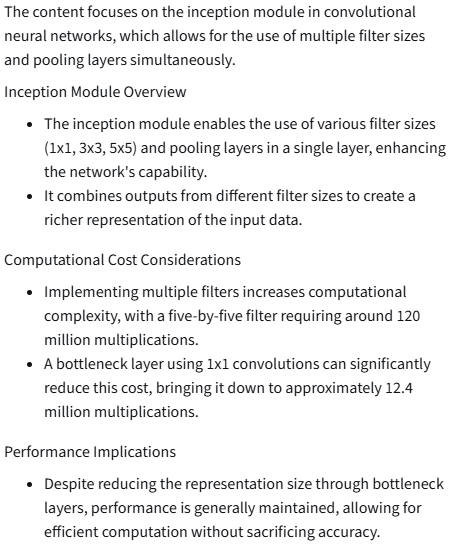 The content focuses on the inception module in convolutional
neural networks, which allows for the use of multiple filter sizes
and pooling layers simultaneously.
Inception Module Overview
• The inception module enables the use of various filter sizes
(1x1, 3x3, 5x5) and pooling layers in a single layer, enhancing
the network's capability.
• It combines outputs from different filter sizes to create a
richer representation of the input data.
Computational Cost Considerations
• Implementing multiple filters increases computational
complexity, with a five-by-five filter requiring around 120
million multiplications.
• A bottleneck layer using 1x1 convolutions can significantly
reduce this cost, bringing it down to approximately 12.4
million multiplications.
Performance Implications
• Despite reducing the representation size through bottleneck
layers, performance is generally maintained, allowing for
efficient computation without sacrificing accuracy.